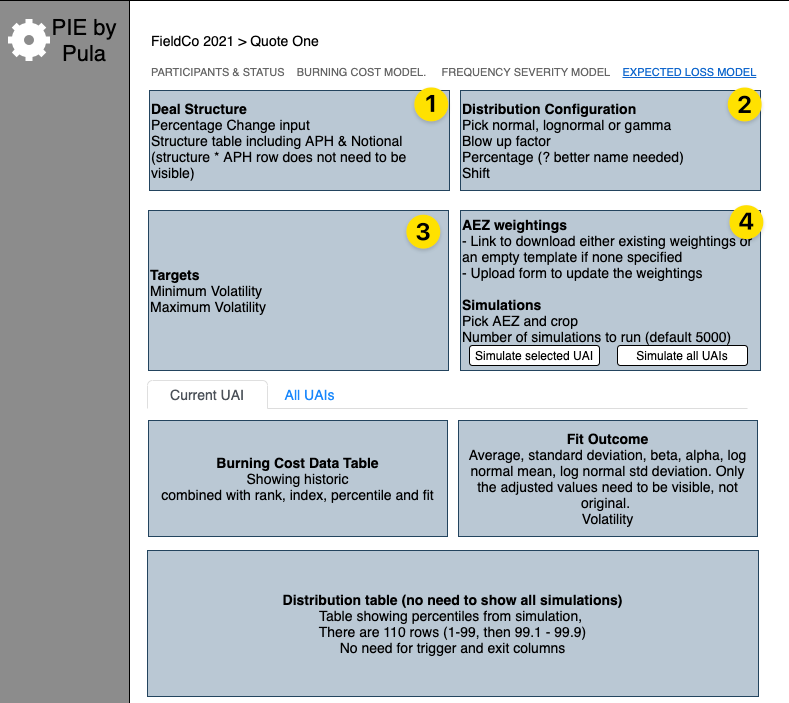 PIE by
Pula
FieldCo 2021 > Quote One
PARTICIPANTS & STATUS BURNING COST MODEL. FREQUENCY SEVERITY MODEL EXPECTED LOSS MODEL
1
Deal Structure
Percentage Change input
Structure table including APH & Notional
(structure * APH row does not need to be
visible)
2
Distribution Configuration
Pick normal, lognormal or gamma
Blow up factor
Percentage (? better name needed)
Shift
3
Targets
Minimum Volatility
Maximum Volatility
4
AEZ weightings
- Link to download either existing weightings or
an empty template if none specified
- Upload form to update the weightings
Simulations
Pick AEZ and crop
Number of simulations to run (default 5000)
Simulate selected UAI Simulate all UAIs
Current UAI All UAIs
Burning Cost Data Table
Showing historic
combined with rank, index, percentile and fit
Fit Outcome
Average, standard deviation, beta, alpha, log
normal mean, log normal std deviation. Only
the adjusted values need to be visible, not
original.
Volatility
Distribution table (no need to show all simulations)
Table showing percentiles from simulation,
There are 110 rows (1-99, then 99.1 - 99.9)
No need for trigger and exit columns